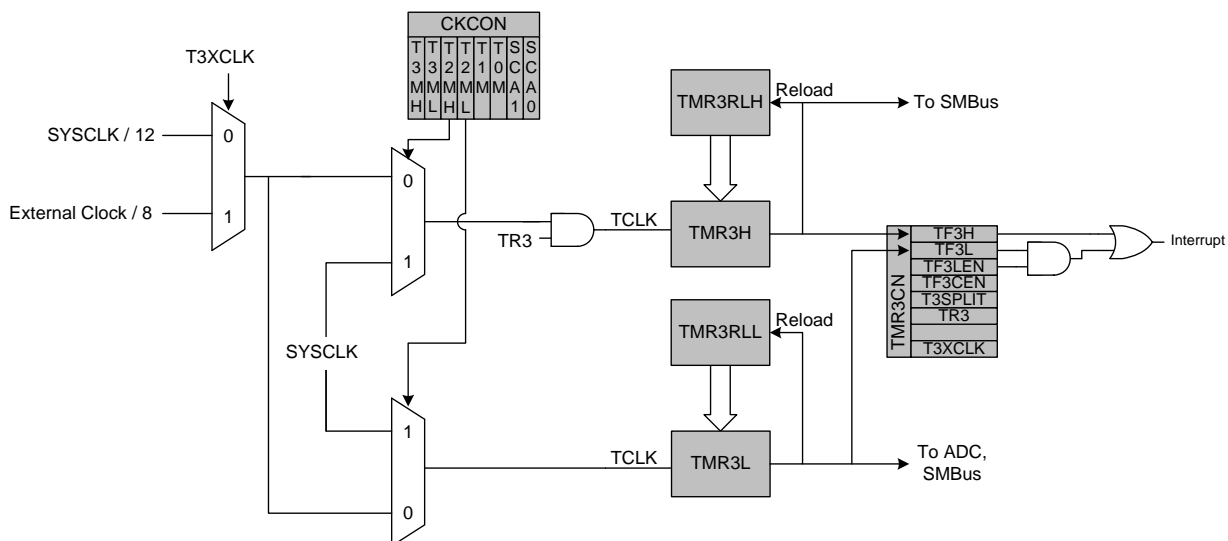 CKCON
T3MH
T3ML
T2MH
T2ML
T1M
T0M
SCA1
SCA0
T3XCLK
SYSCLK / 12
0
External Clock / 8
1
0
1
SYSCLK
1
0
TR3
TCLK
TMR3RLH
Reload
To SMBus
TMR3H
TMR3RLL
Reload
TCLK
TMR3L
To ADC,
SMBus
TMR3CN
TF3H
TF3L
TF3LEN
TF3CEN
T3SPLIT
TR3
T3XCLK
Interrupt